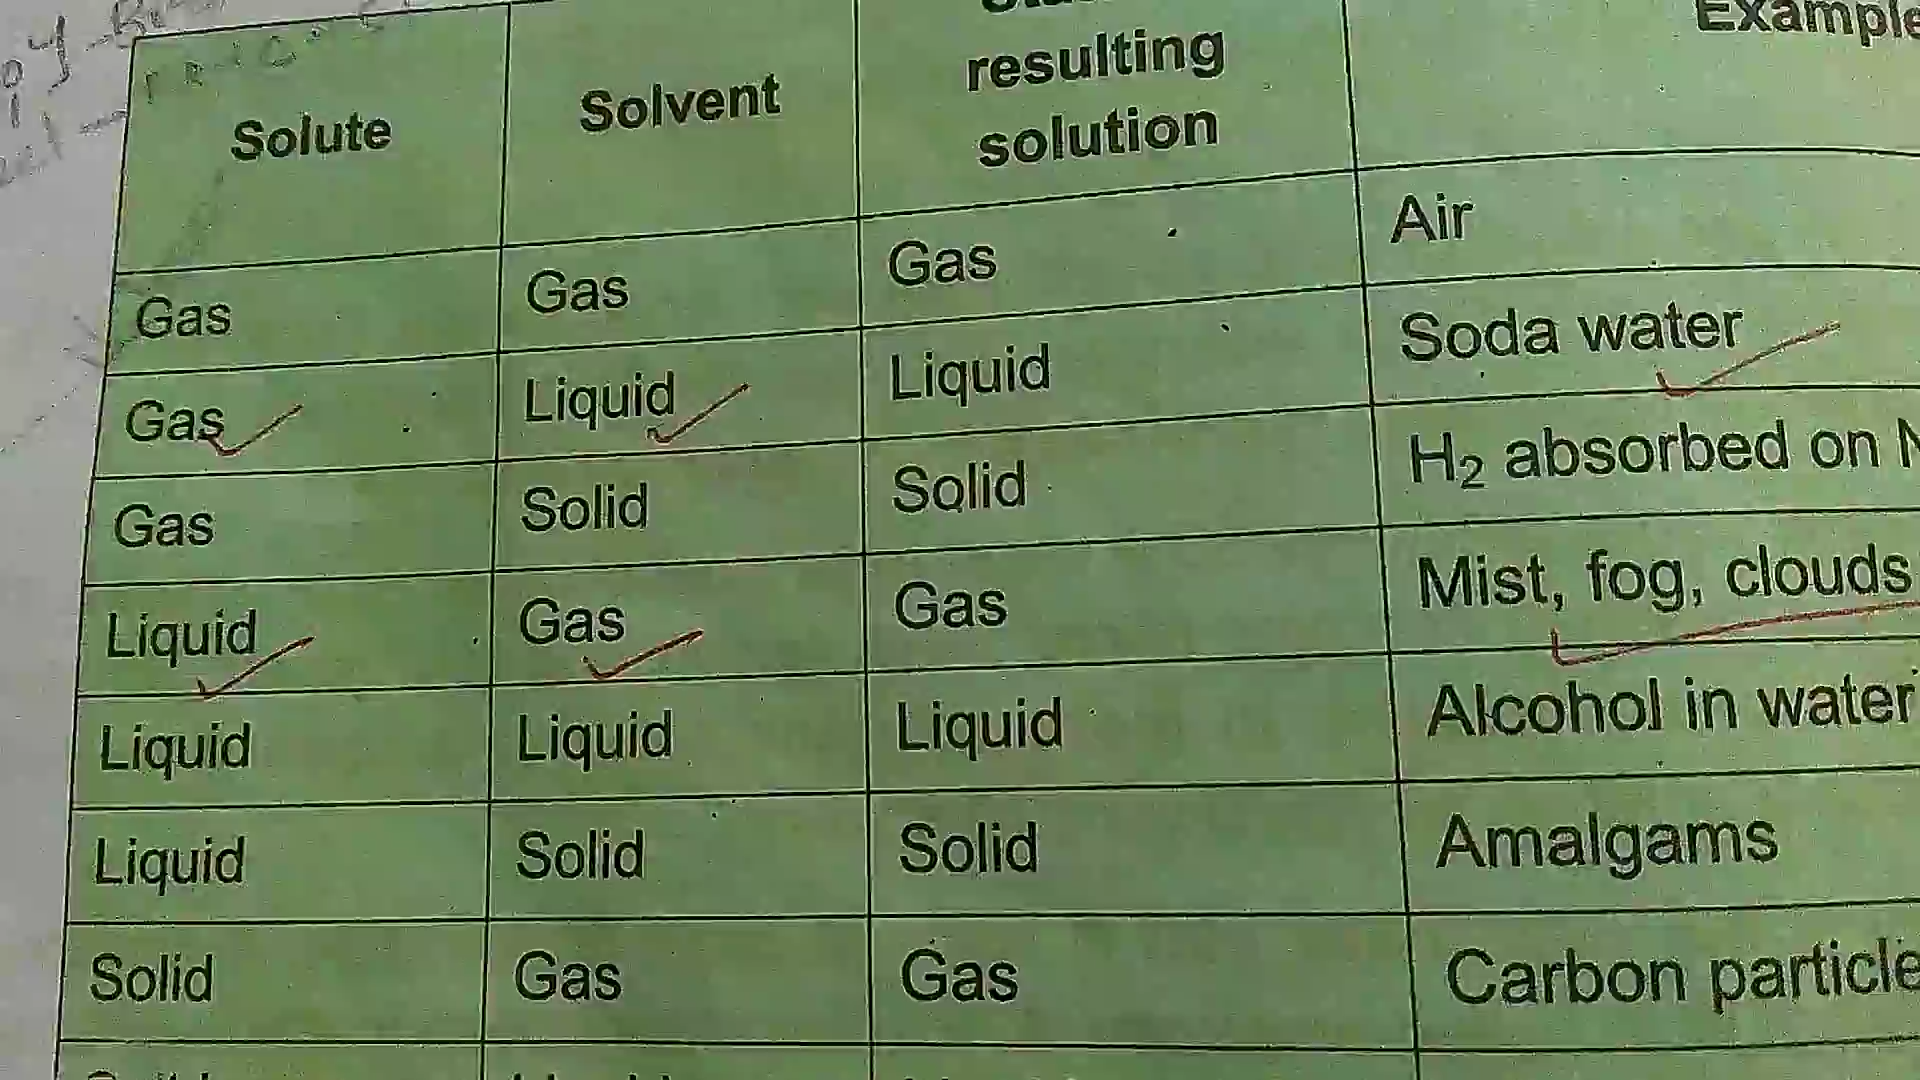 Solute Solvent resulting solution Example
Gas Gas Gas Air
Gas Liquid Liquid Soda water
Gas Solid Solid H₂ absorbed on
Liquid Gas Gas Mist, fog, clouds
Liquid Liquid Liquid Alcohol in water
Liquid Solid Solid Amalgams
Solid Gas Gas Carbon particle